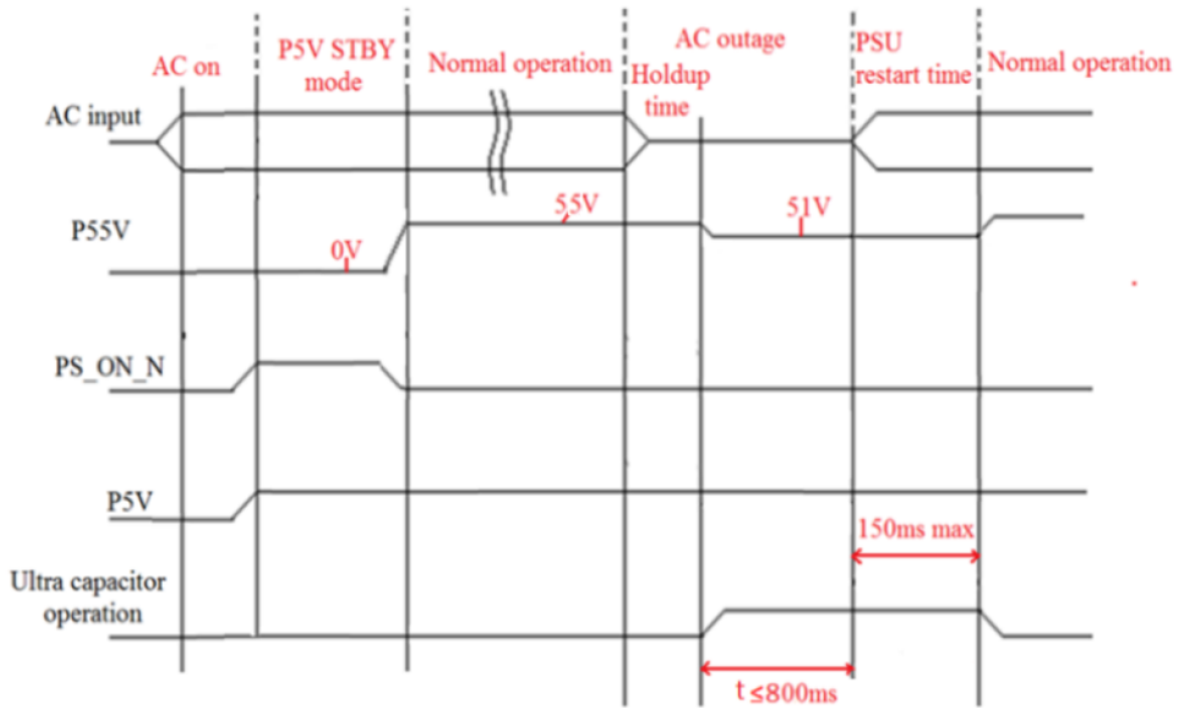 AC on
P5V STBY
mode
Normal operation
AC outage
Holdup
time
PSU
restart time
Normal operation
AC input
P55V
0V
55V
51V
PS_ON_N
P5V
150ms max
Ultra capacitor
operation
t ≤800ms